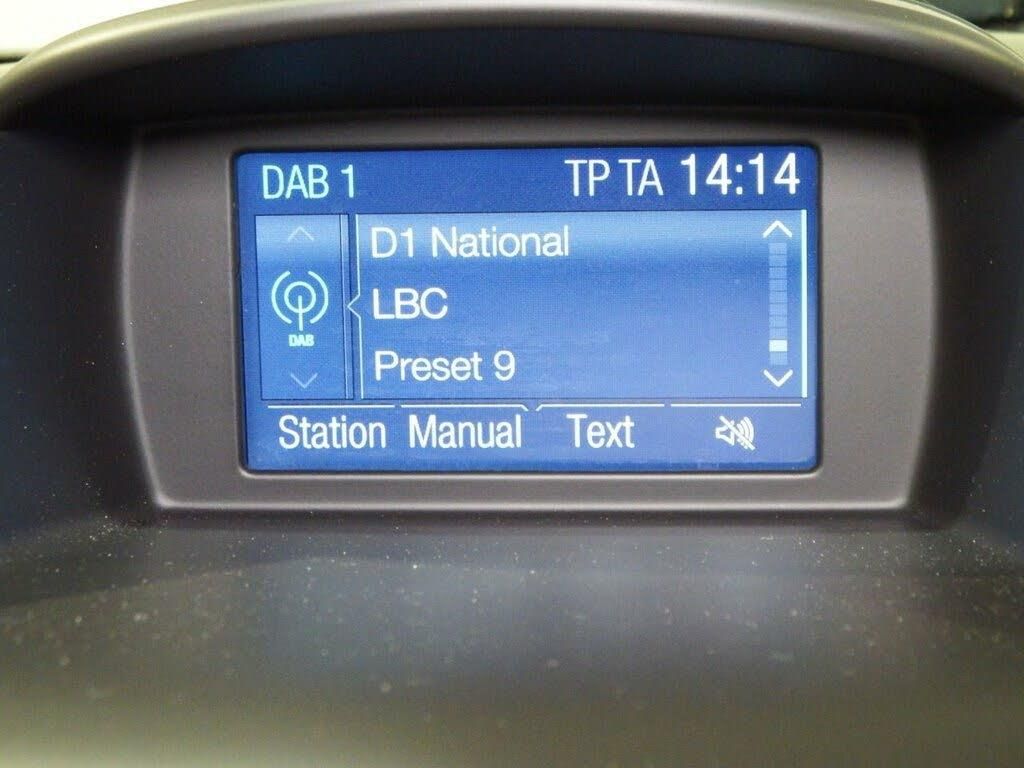 DAB 1 TP TA 14:14
D1 National
LBC
DAB
Preset 9
Station Manual Text